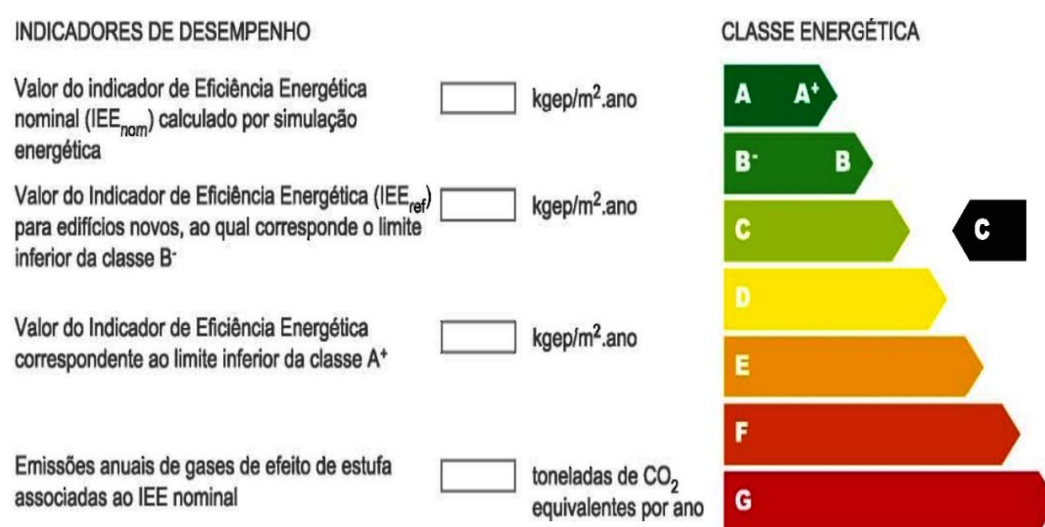 INDICADORES DE DESEMPENHO
Valor do indicador de Eficiência Energética
nominal (IEEnom) calculado por simulação
energética
kgep/m².ano
Valor do Indicador de Eficiência Energética (IEEref)
para edifícios novos, ao qual corresponde o limite
inferior da classe B-
kgep/m².ano
Valor do Indicador de Eficiência Energética
correspondente ao limite inferior da classe A+
kgep/m².ano
Emissões anuais de gases de efeito de estufa
associadas ao IEE nominal
toneladas de CO2
equivalentes por ano
CLASSE ENERGÉTICA
A A+
B- B
C
C
D
E
F
G